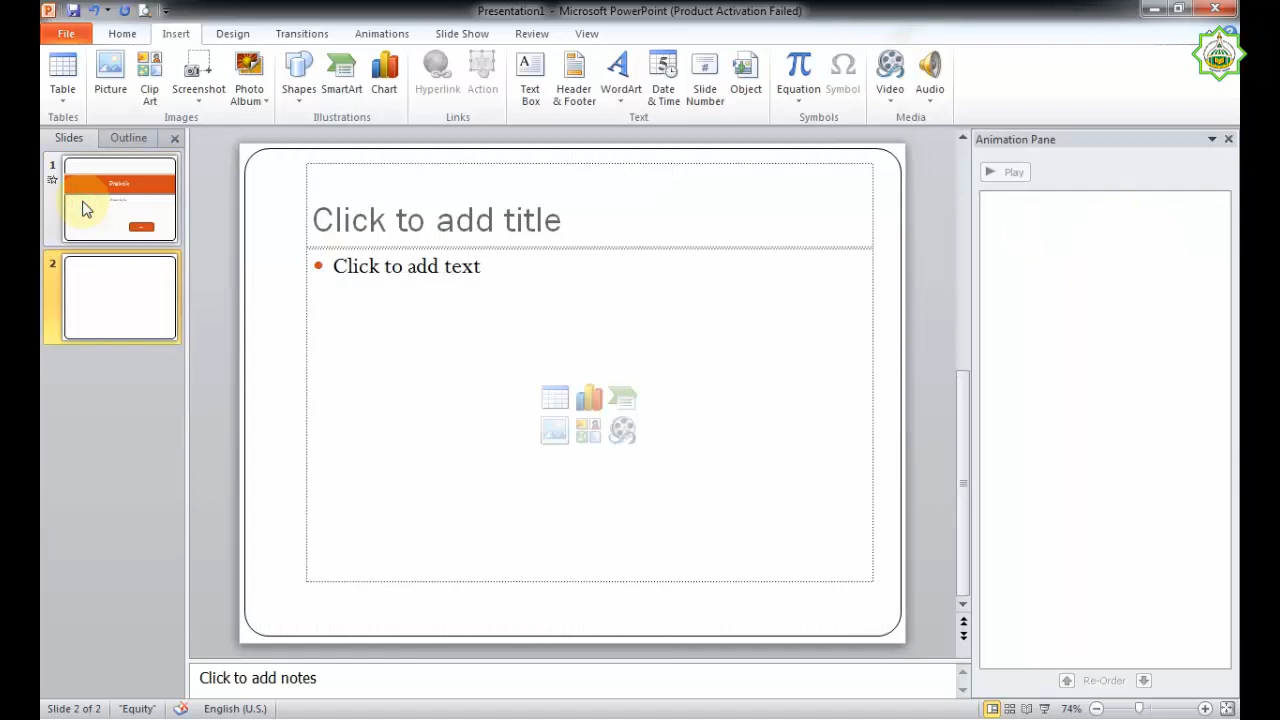 Presentation1 - Microsoft PowerPoint (Product Activation Failed)
File Home Insert Design Transitions Animations Slide Show Review View
Table Picture Clip Art Screenshot Photo Album Shapes SmartArt Chart Hyperlink Action Text Box Header & Footer WordArt Date & Time Slide Number Object Equation Symbol Video Audio
Tables Images Illustrations Links Text Symbols Media
Slides Outline
Animation Pane
Play
1
Praktik
2
Click to add title
Click to add text
Click to add notes
Re-Order
Slide 2 of 2 "Equity" English (U.S.) 74%